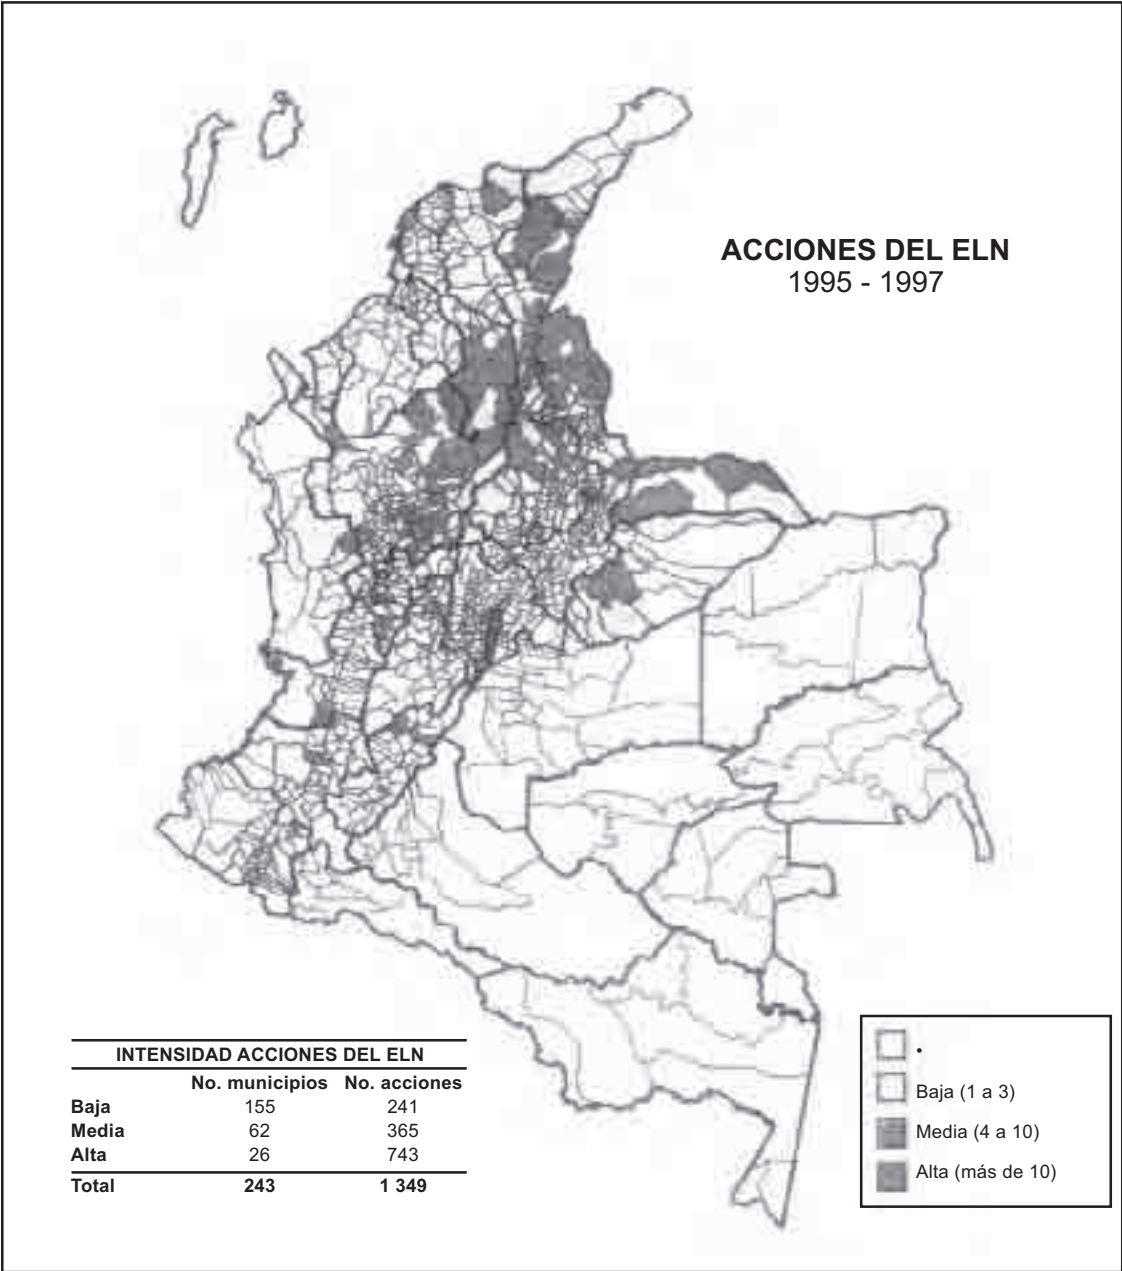 ACCIONES DEL ELN
1995 - 1997
INTENSIDAD ACCIONES DEL ELN
No. municipios No. acciones
Baja 155 241
Media 62 365
Alta 26 743
Total 243 1 349
.
Baja (1 a 3)
Media (4 a 10)
Alta (más de 10)